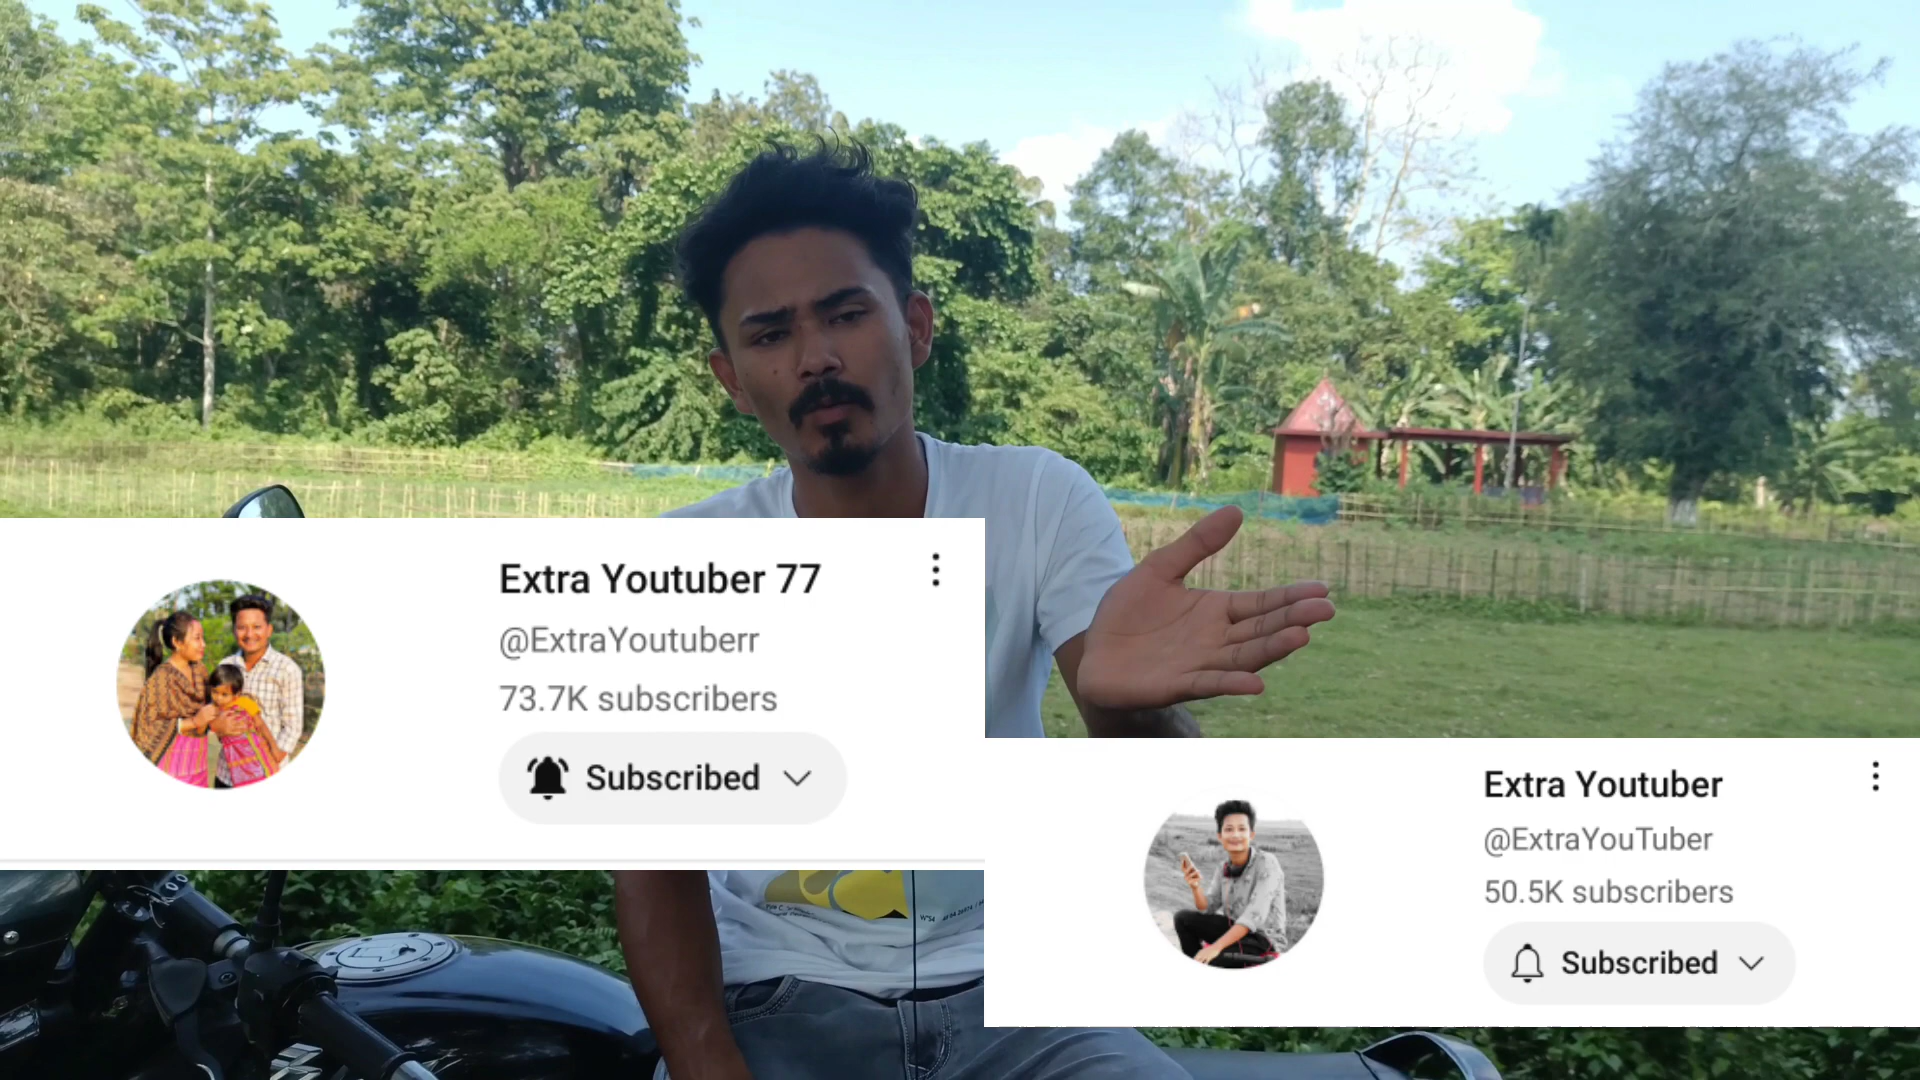 Extra Youtuber 77
@ExtraYoutuberr
73.7K subscribers
Subscribed
Extra Youtuber
@ExtraYouTuber
50.5K subscribers
Subscribed